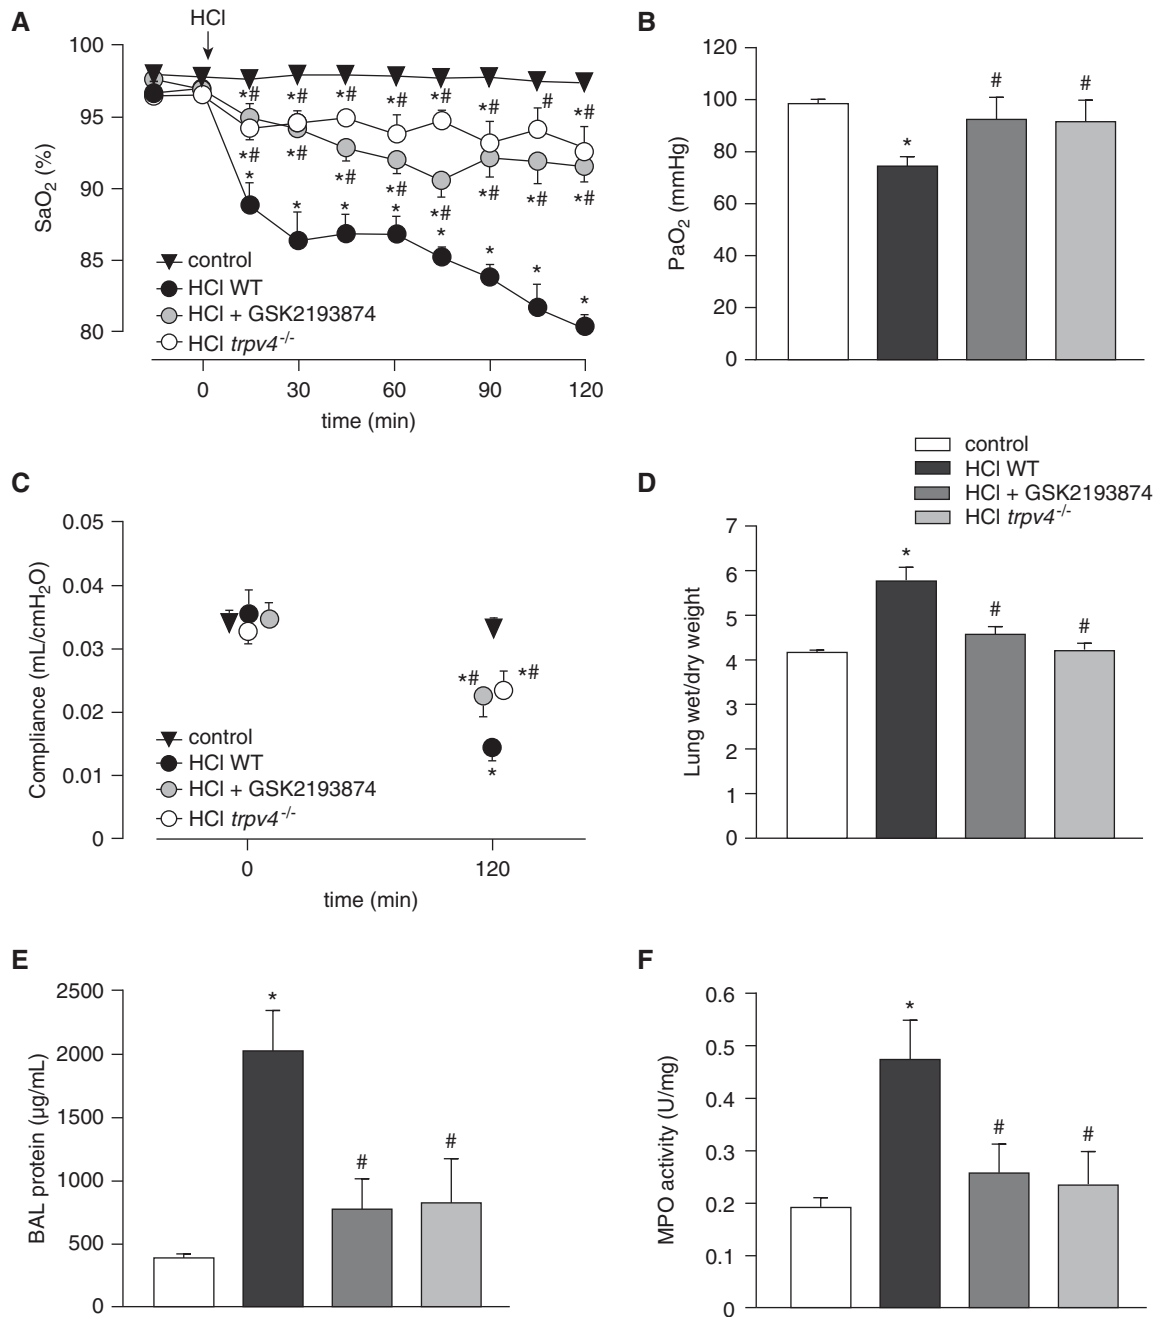 A
HCl
100
95
90
85
80
SaO2 (%)
*# *# *# *# *# *# # *#
*# *# *# *# *# *# *# *#
* * * * * * * *
control
HCl WT
HCl + GSK2193874
HCl trpv4-/-
0 30 60 90 120
time (min)
B
120
100
80
60
40
20
0
PaO2 (mmHg)
* # #
control
HCl WT
HCl + GSK2193874
HCl trpv4-/-
C
0.05
0.04
0.03
0.02
0.01
0
Compliance (mL/cmH2O)
*# *#
*
control
HCl WT
HCl + GSK2193874
HCl trpv4-/-
0 120
time (min)
D
7
6
5
4
3
2
1
0
Lung wet/dry weight
* # #
E
2500
2000
1500
1000
500
0
BAL protein (µg/mL)
* # #
F
0.6
0.5
0.4
0.3
0.2
0.1
0
MPO activity (U/mg)
* # #